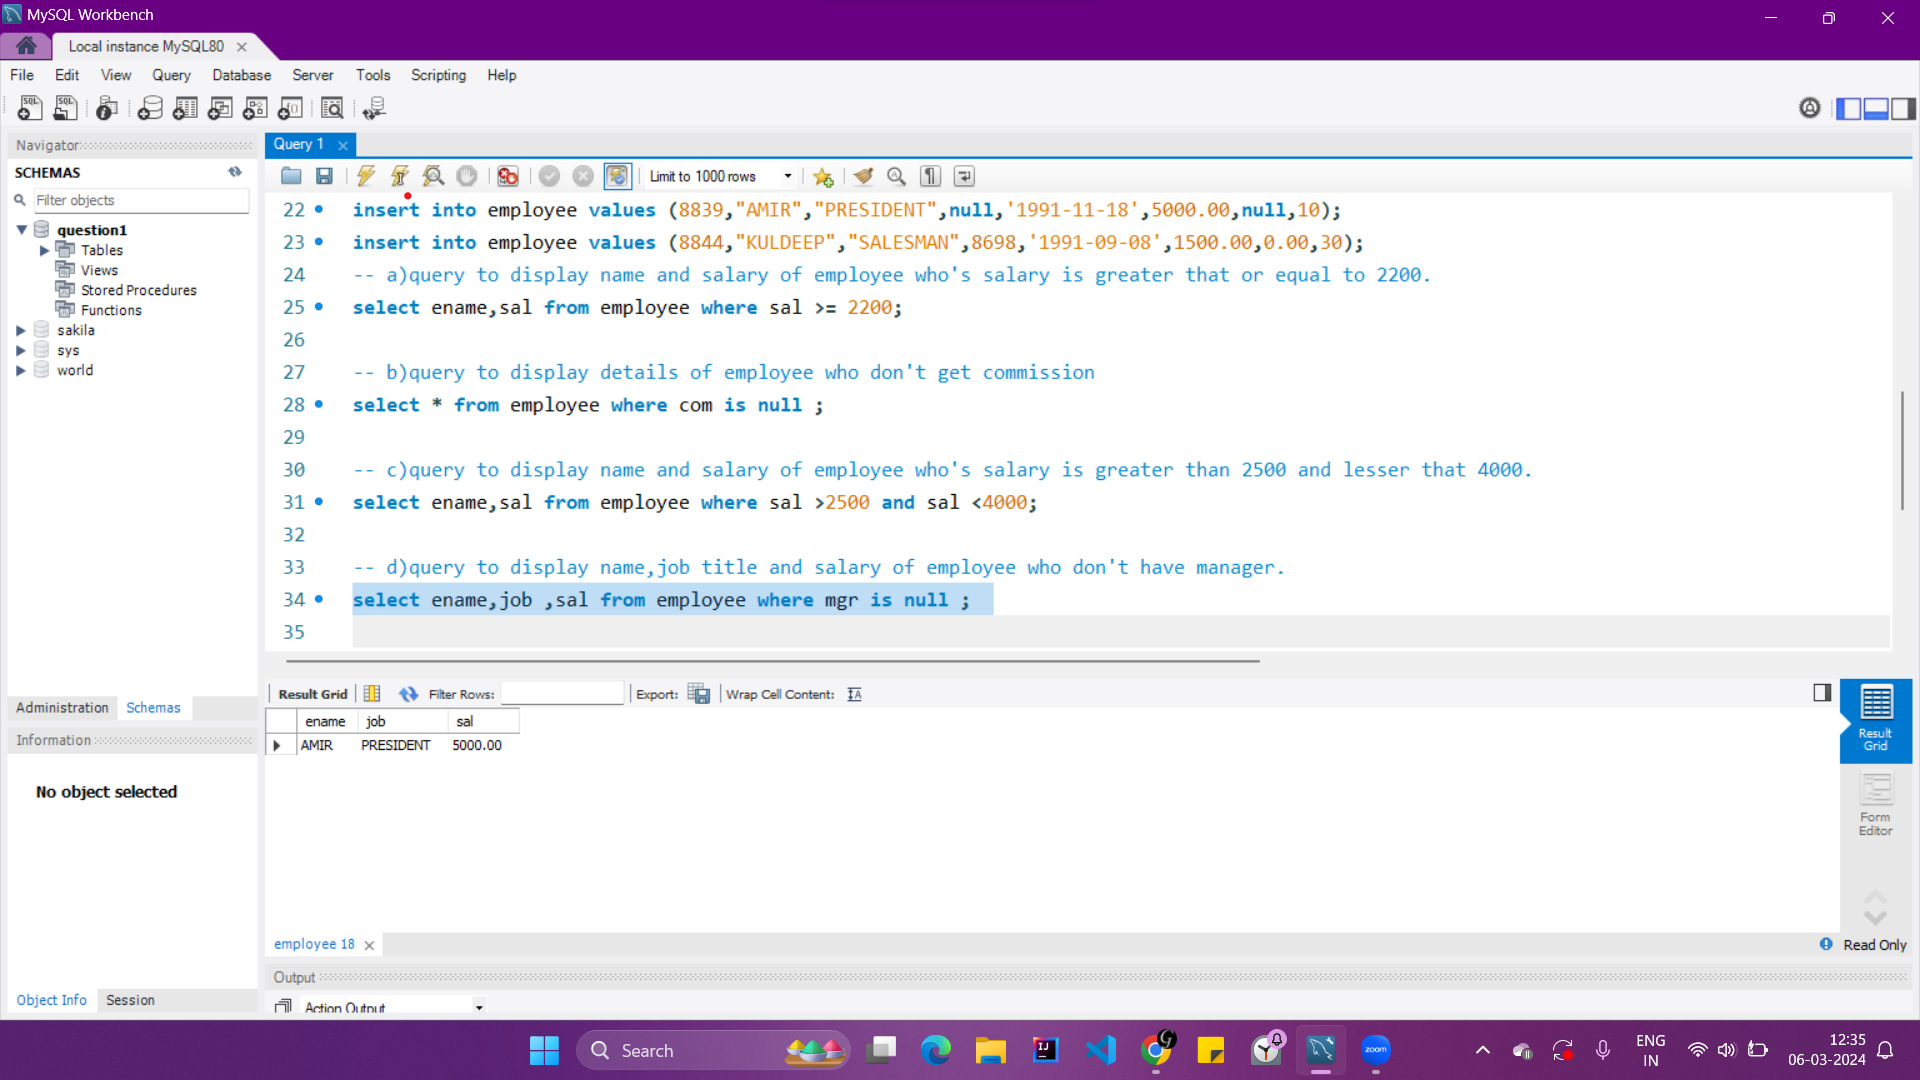 MySQL Workbench
Local instance MySQL80
File Edit View Query Database Server Tools Scripting Help
Navigator
SCHEMAS
Filter objects
question1
Tables
Views
Stored Procedures
Functions
sakila
sys
world
Administration Schemas
Information
No object selected
Object Info Session
Query 1
Limit to 1000 rows
22 insert into employee values (8839,"AMIR","PRESIDENT",null,'1991-11-18',5000.00,null,10);
23 insert into employee values (8844,"KULDEEP","SALESMAN",8698,'1991-09-08',1500.00,0.00,30);
24 -- a)query to display name and salary of employee who's salary is greater that or equal to 2200.
25 select ename,sal from employee where sal >= 2200;
26
27 -- b)query to display details of employee who don't get commission
28 select * from employee where com is null ;
29
30 -- c)query to display name and salary of employee who's salary is greater than 2500 and lesser that 4000.
31 select ename,sal from employee where sal >2500 and sal <4000;
32
33 -- d)query to display name,job title and salary of employee who don't have manager.
34 select ename,job ,sal from employee where mgr is null ;
35
Result Grid Filter Rows: Export: Wrap Cell Content:
ename job sal
AMIR PRESIDENT 5000.00
Result
Grid
Form
Editor
employee 18
Read Only
Output
Action Output
Search
zoom
ENG
IN
12:35
06-03-2024